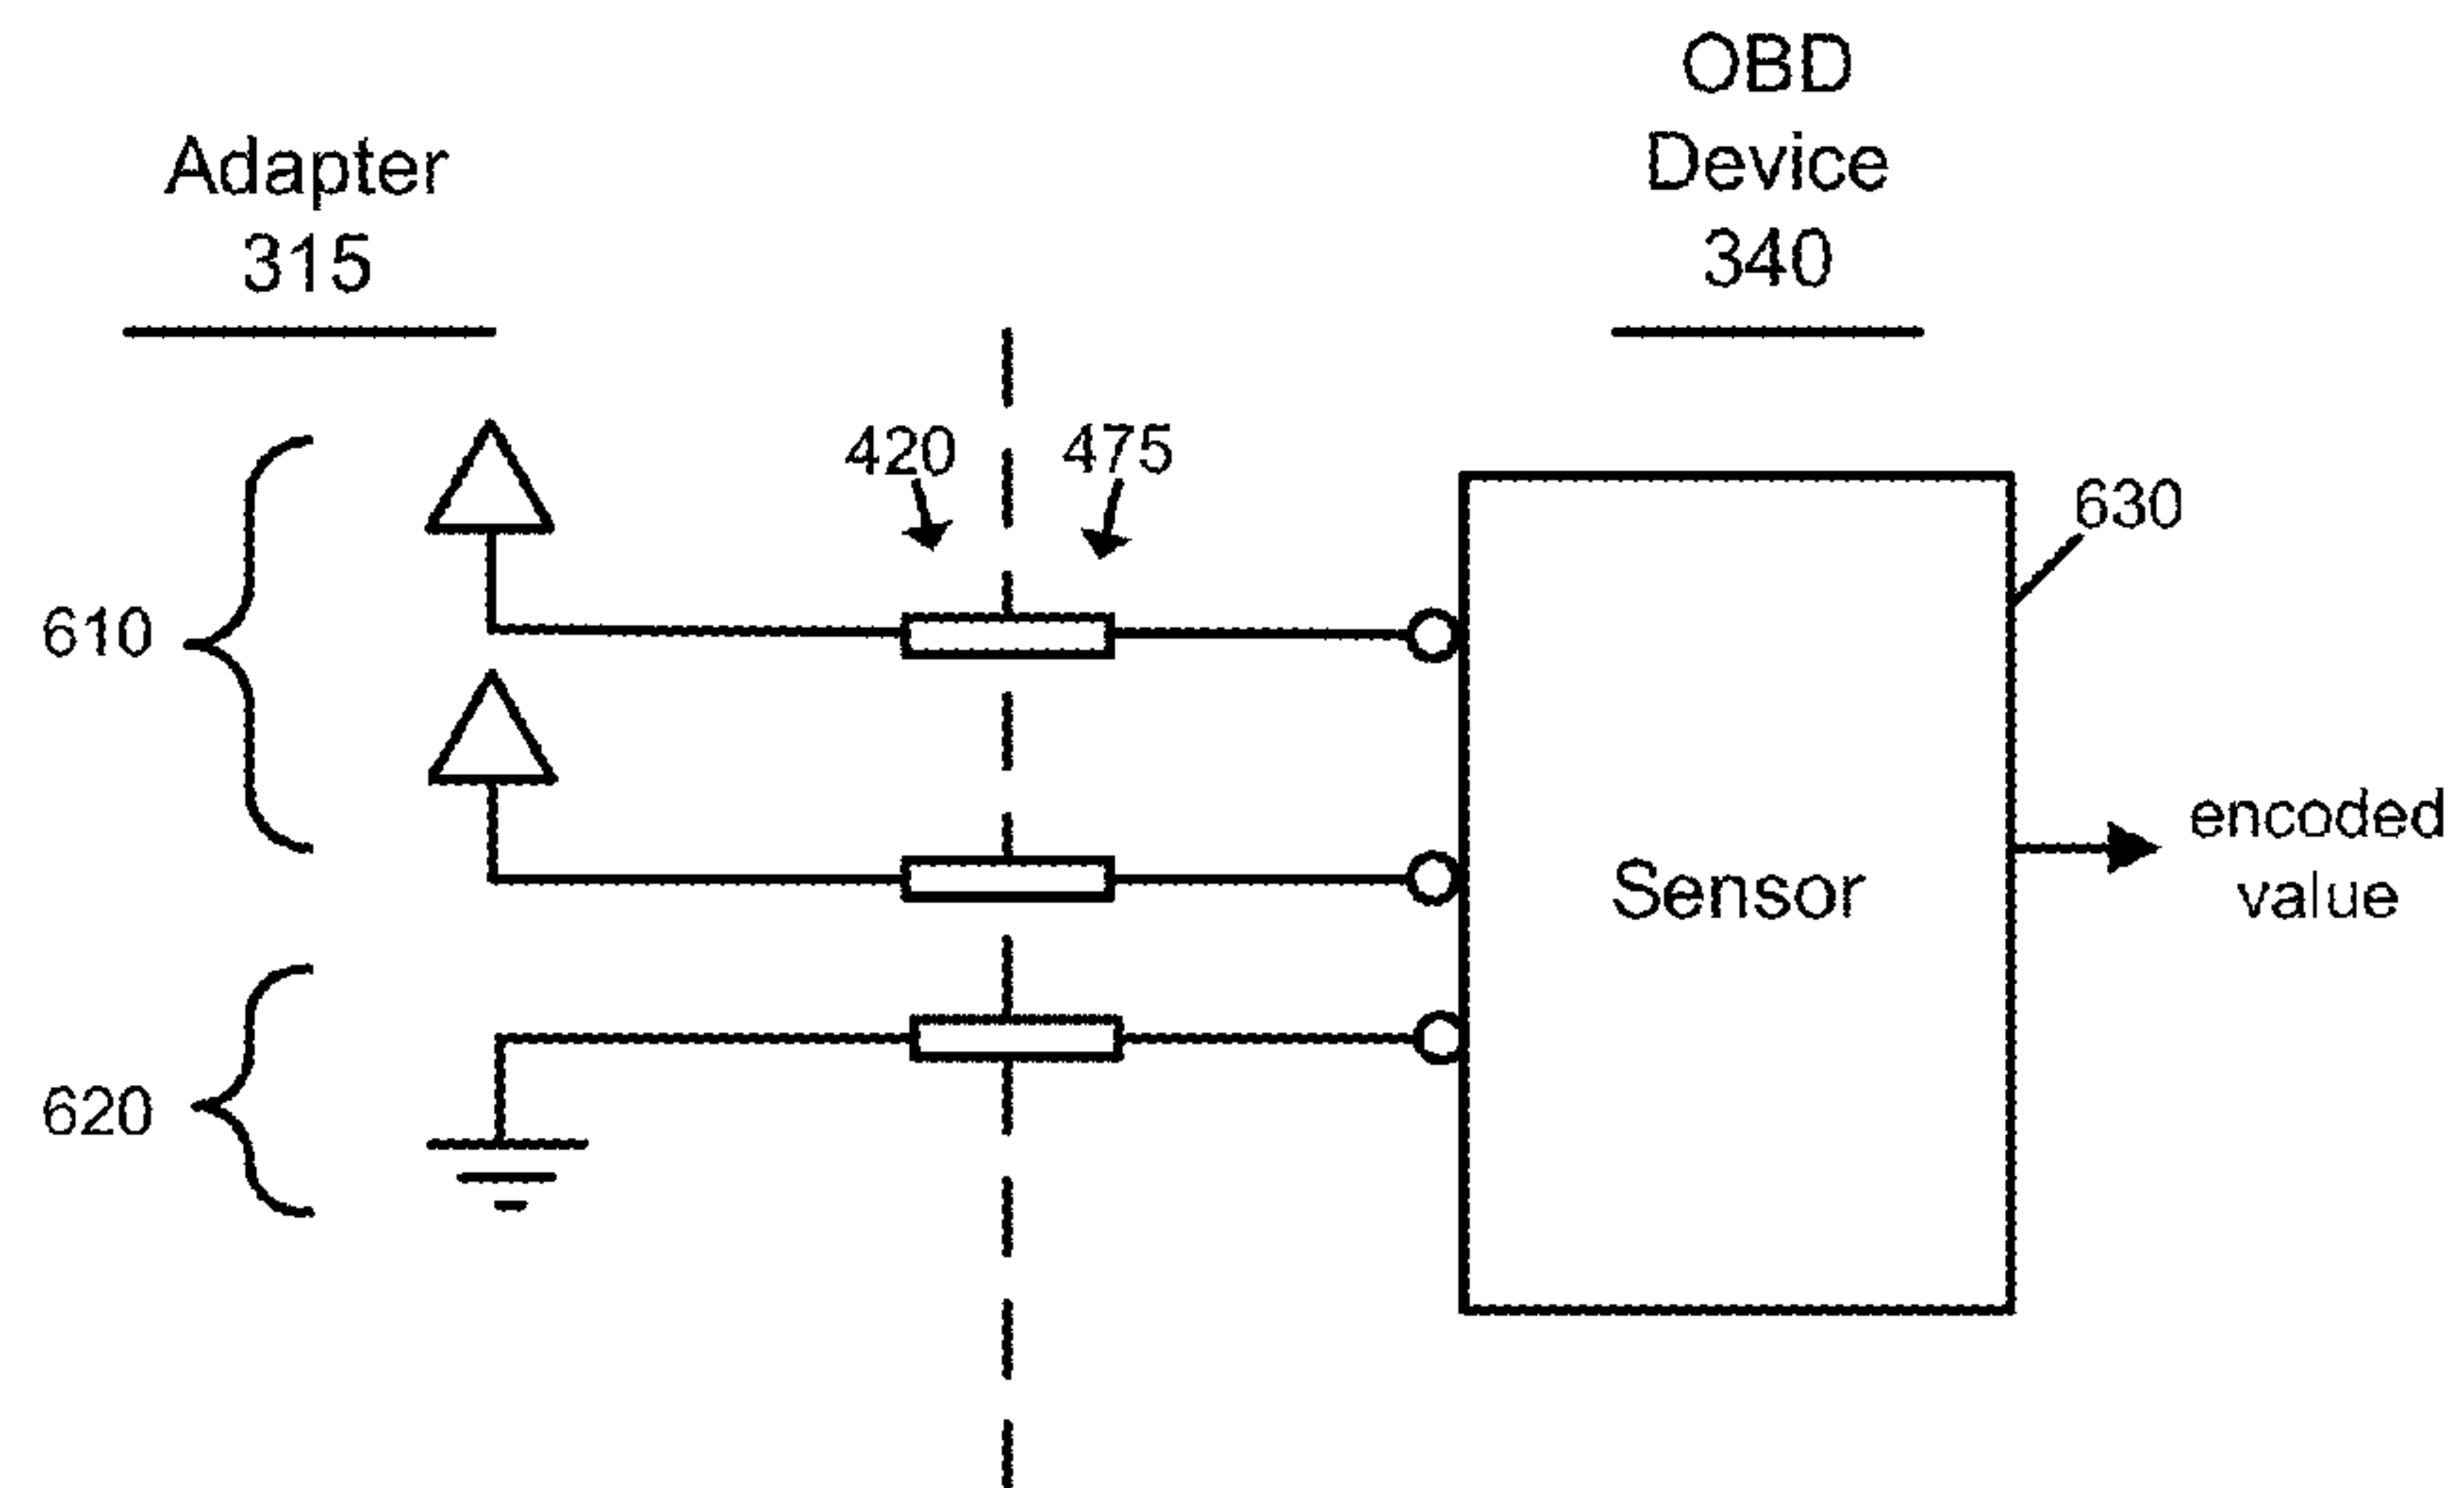 Adapter
315
OBD
Device
340
420
475
630
610
Sensor
encoded
value
620